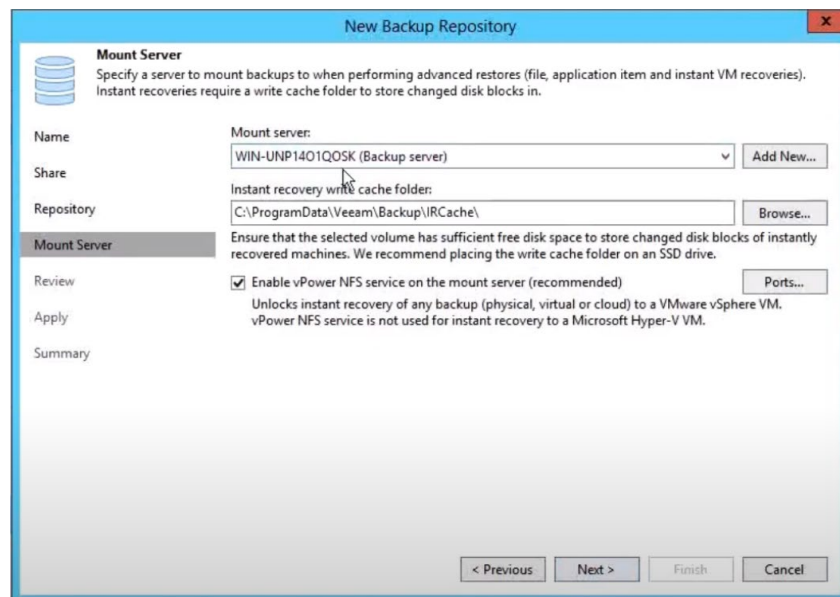 New Backup Repository
x
Mount Server
Specify a server to mount backups to when performing advanced restores (file, application item and instant VM recoveries).
Instant recoveries require a write cache folder to store changed disk blocks in.
Name
Share
Repository
Mount Server
Review
Apply
Summary
Mount server:
WIN-UNP14O1QOSK (Backup server)
Add New...
Instant recovery write cache folder:
C:\ProgramData\Veeam\Backup\IRCache\
Browse...
Ensure that the selected volume has sufficient free disk space to store changed disk blocks of instantly
recovered machines. We recommend placing the write cache folder on an SSD drive.
Enable vPower NFS service on the mount server (recommended)
Ports...
Unlocks instant recovery of any backup (physical, virtual or cloud) to a VMware vSphere VM.
vPower NFS service is not used for instant recovery to a Microsoft Hyper-V VM.
< Previous
Next >
Finish
Cancel